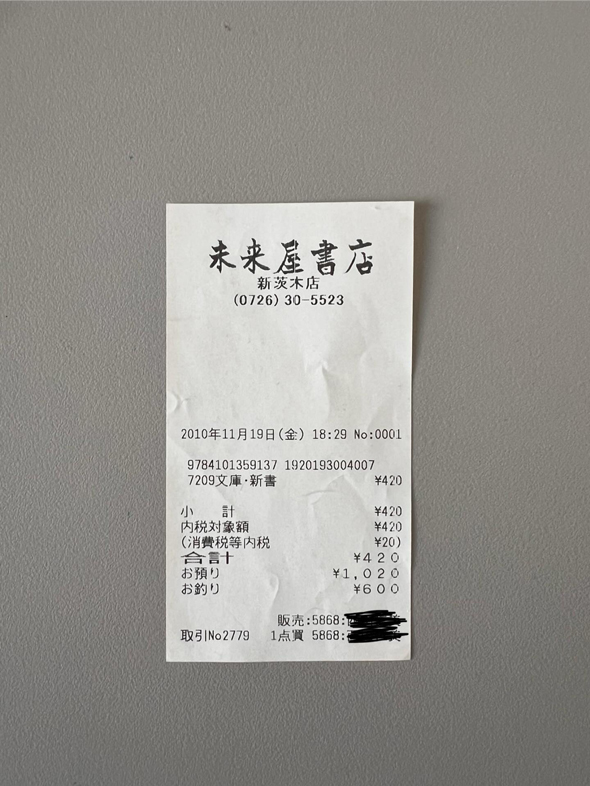 未来屋書店
新茨木店
(0726) 30-5523
2010年11月19日(金) 18:29 No:0001
9784101359137 1920193004007
7209文庫・新書 ¥420
小 計 ¥420
内税対象額 ¥420
(消費税等内税 ¥20)
合計 ¥420
お預り ¥1,020
お釣り ¥600
販売:5868:
取引No2779 1点買 5868: